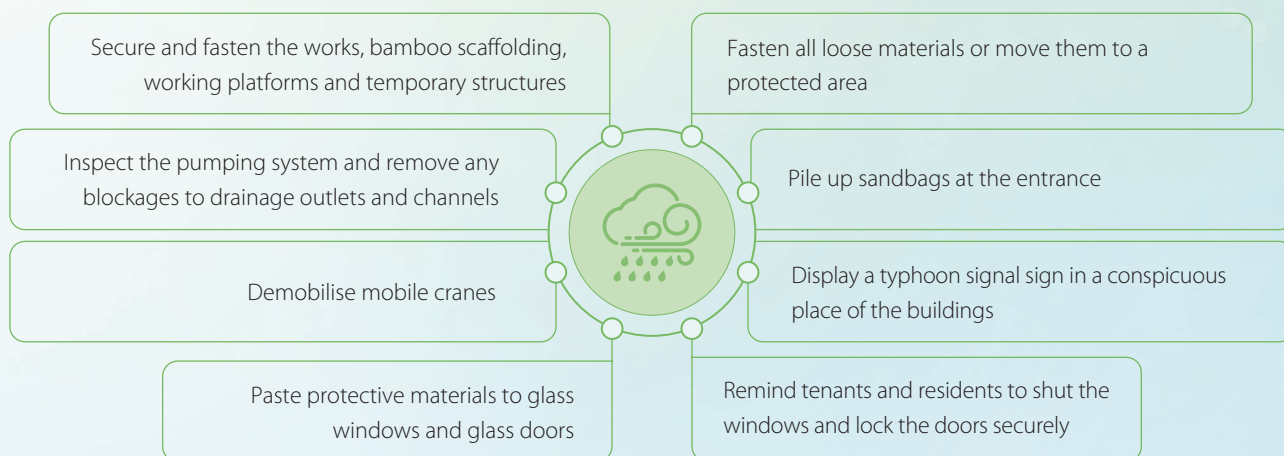 Secure and fasten the works, bamboo scaffolding,
working platforms and temporary structures
Fasten all loose materials or move them to a
protected area
Inspect the pumping system and remove any
blockages to drainage outlets and channels
Pile up sandbags at the entrance
Demobilise mobile cranes
Display a typhoon signal sign in a conspicuous
place of the buildings
Paste protective materials to glass
windows and glass doors
Remind tenants and residents to shut the
windows and lock the doors securely